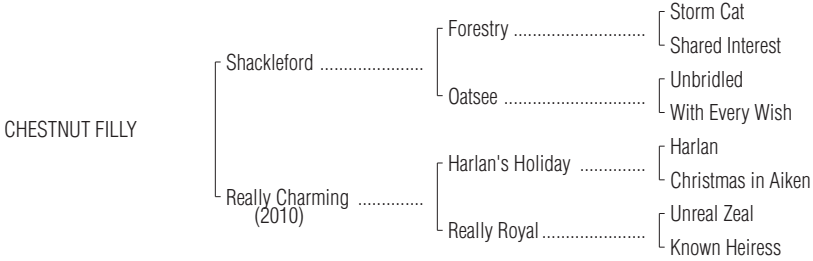 Storm Cat
Forestry ............................
Shared Interest
Shackleford ......................
Unbridled
Oatsee ..............................
With Every Wish
CHESTNUT FILLY
Harlan
Harlan's Holiday ..............
Christmas in Aiken
Really Charming ..............
(2010)
Unreal Zeal
Really Royal ......................
Known Heiress